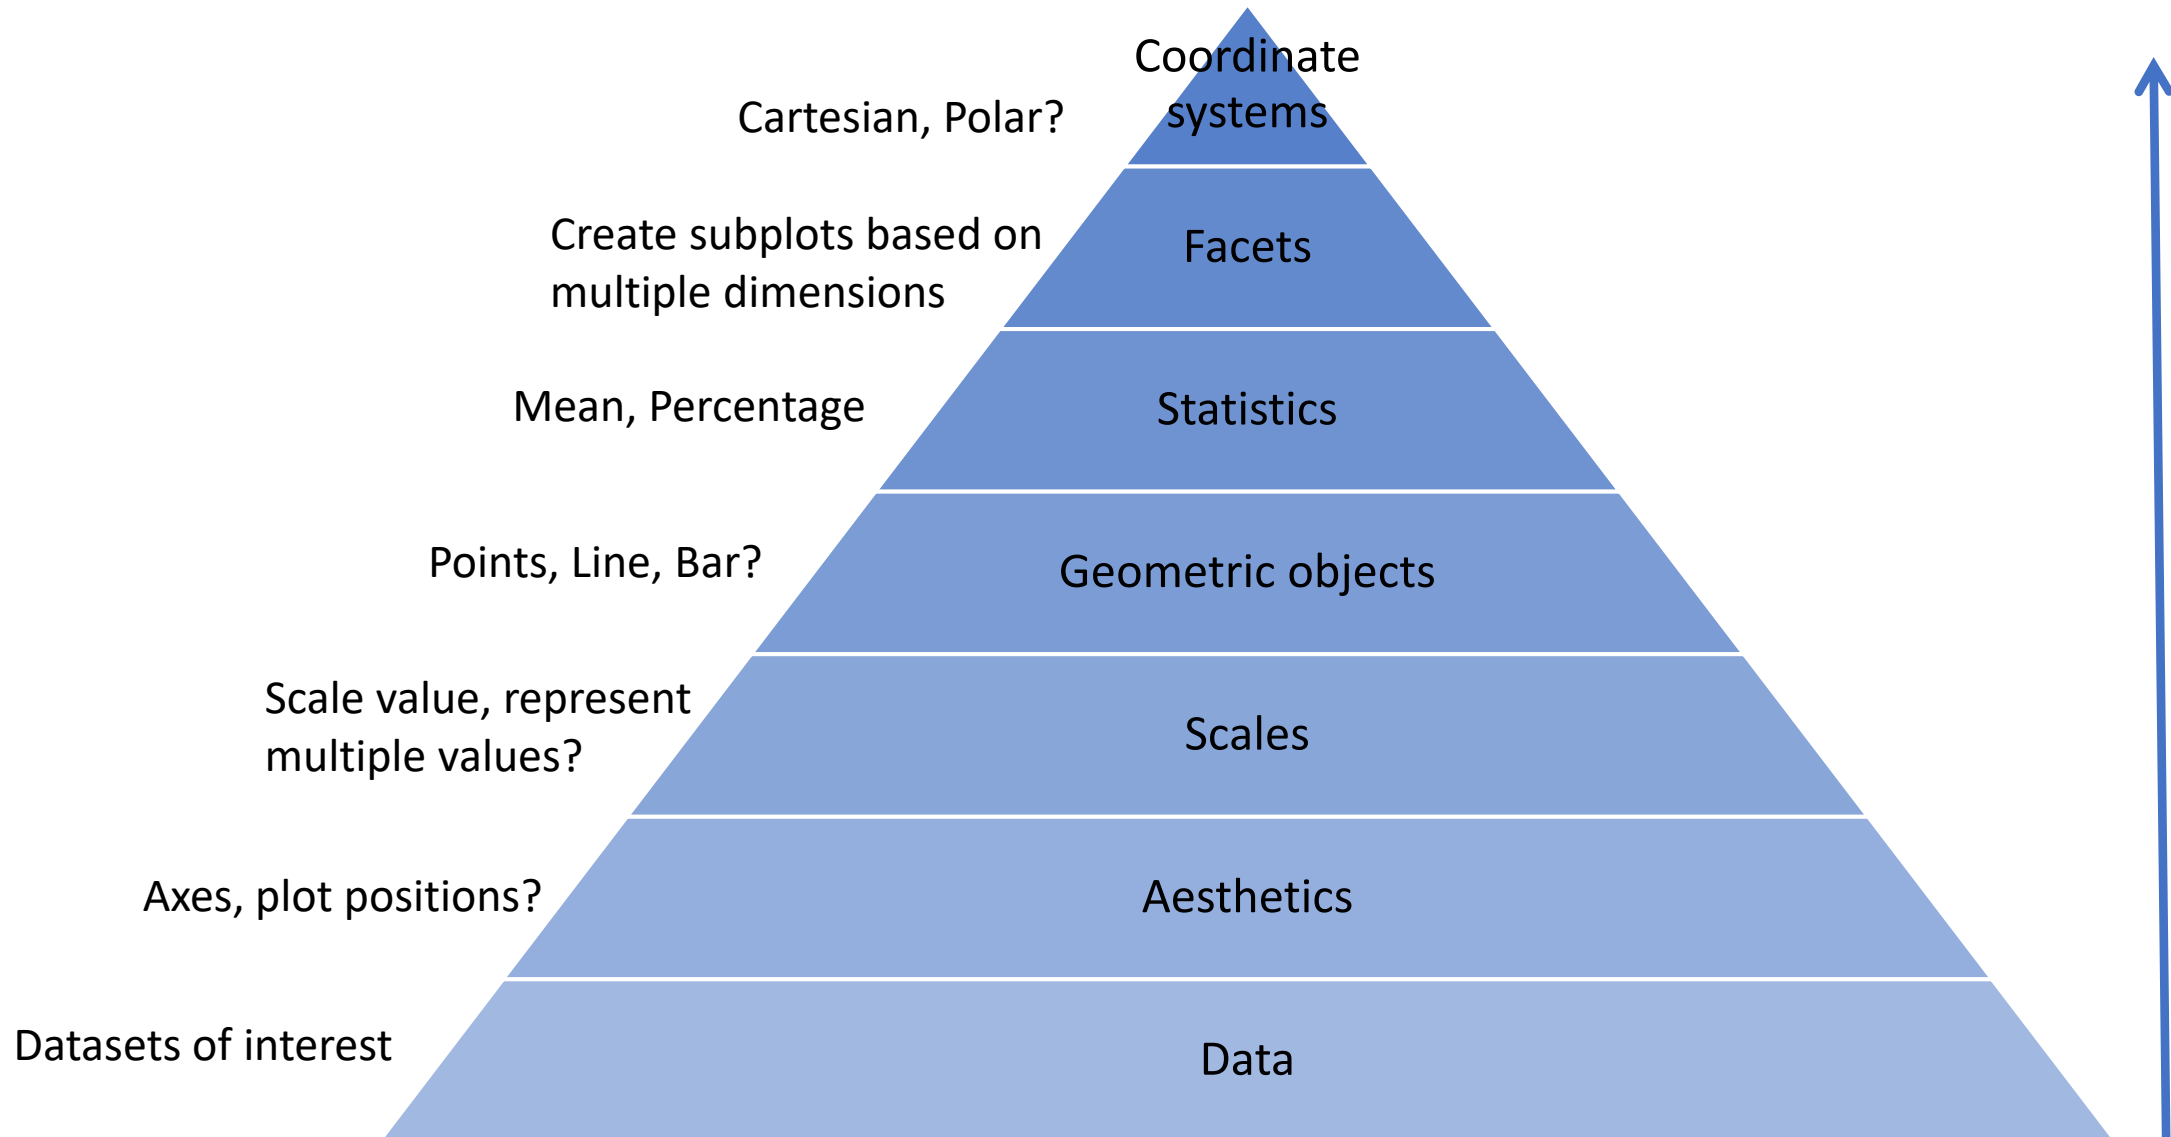 Coordinate
systems
Cartesian, Polar?
Create subplots based on
multiple dimensions
Facets
Mean, Percentage
Statistics
Points, Line, Bar?
Geometric objects
Scale value, represent
multiple values?
Scales
Axes, plot positions?
Aesthetics
Datasets of interest
Data